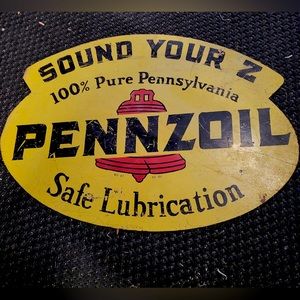 SOUND YOUR Z
100% Pure Pennsylvania
PENNZOIL
Safe Lubrication